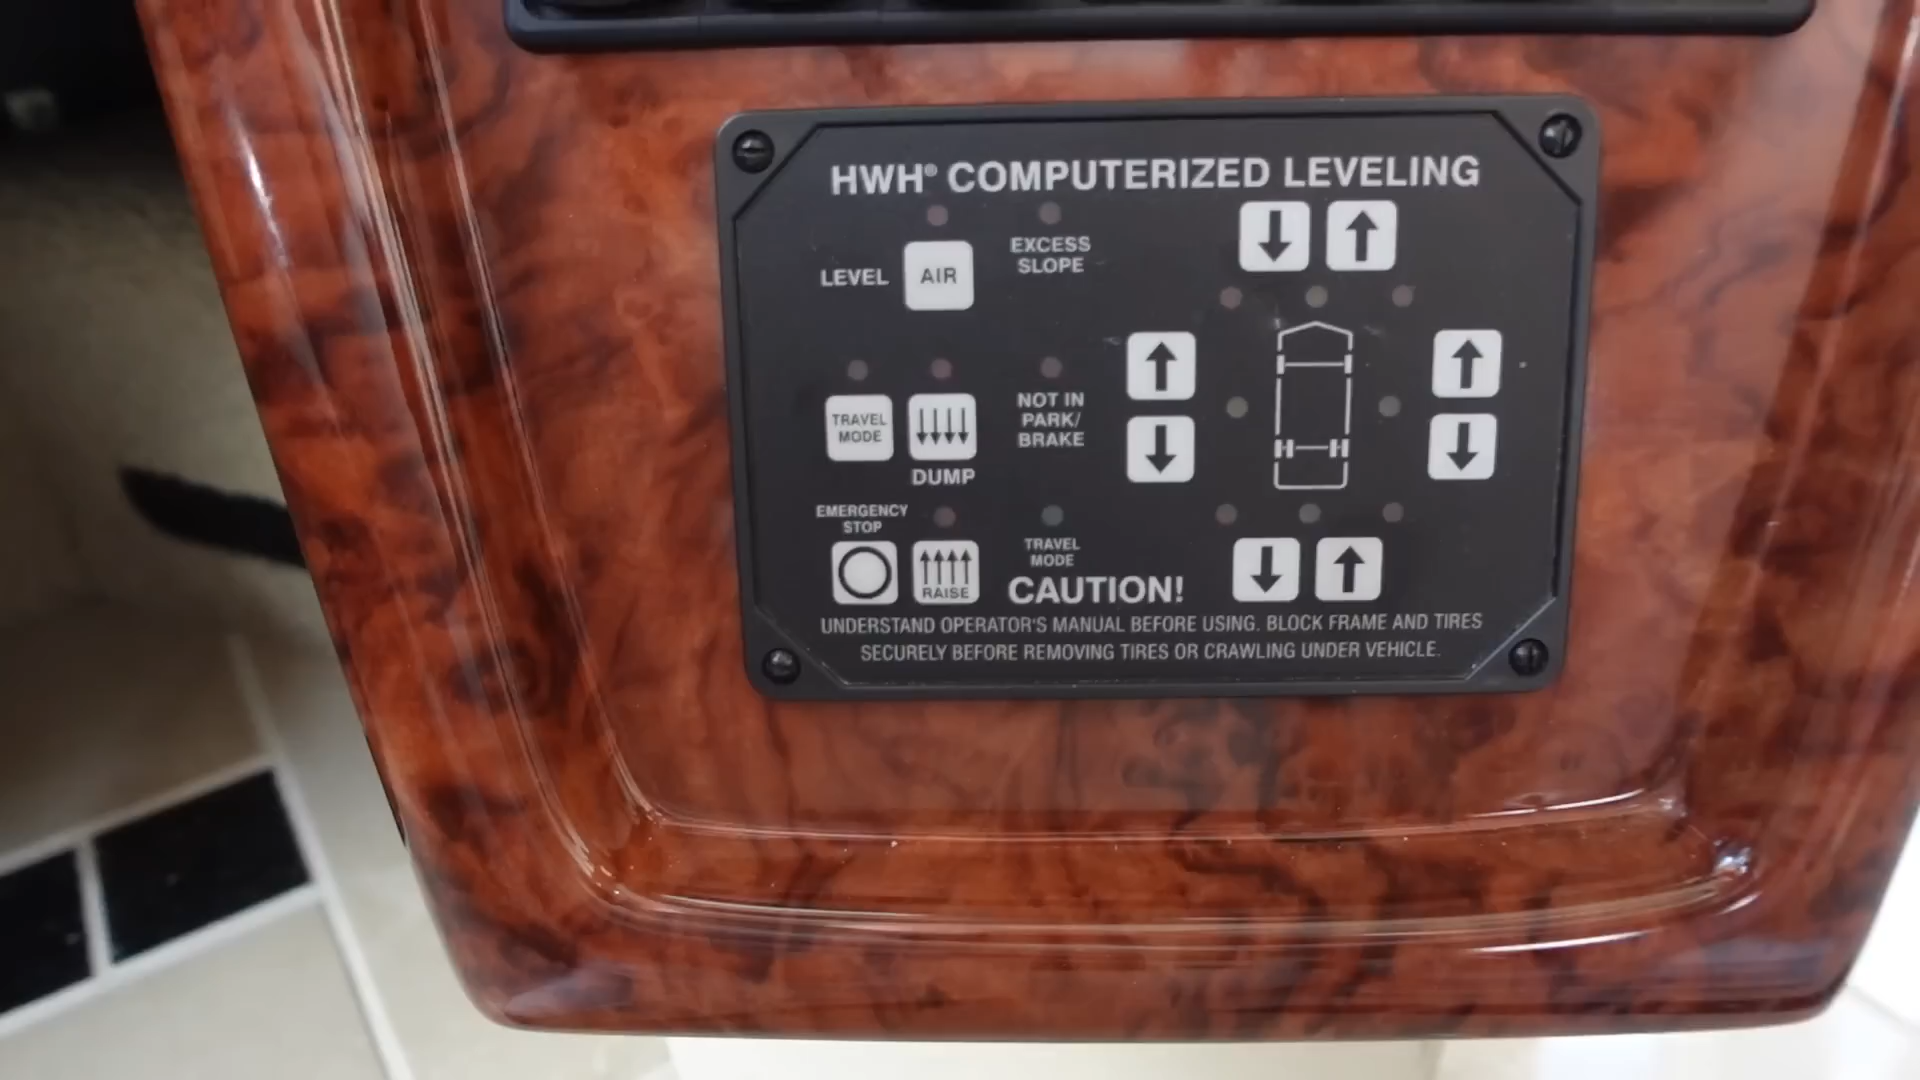 HWH® COMPUTERIZED LEVELING
LEVEL
AIR
EXCESS
SLOPE
TRAVEL
MODE
DUMP
NOT IN
PARK/
BRAKE
EMERGENCY
STOP
RAISE
TRAVEL
MODE
CAUTION!
UNDERSTAND OPERATOR'S MANUAL BEFORE USING. BLOCK FRAME AND TIRES
SECURELY BEFORE REMOVING TIRES OR CRAWLING UNDER VEHICLE.